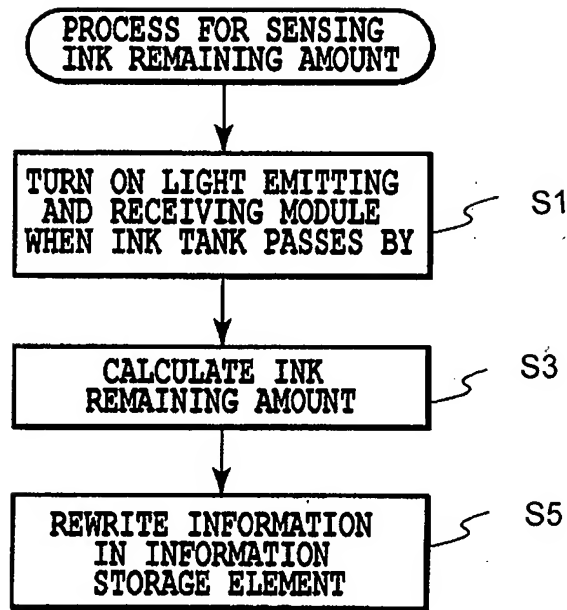 PROCESS FOR SENSING
INK REMAINING AMOUNT
TURN ON LIGHT EMITTING
AND RECEIVING MODULE
WHEN INK TANK PASSES BY
S1
CALCULATE INK
REMAINING AMOUNT
S3
REWRITE INFORMATION
IN INFORMATION
STORAGE ELEMENT
S5